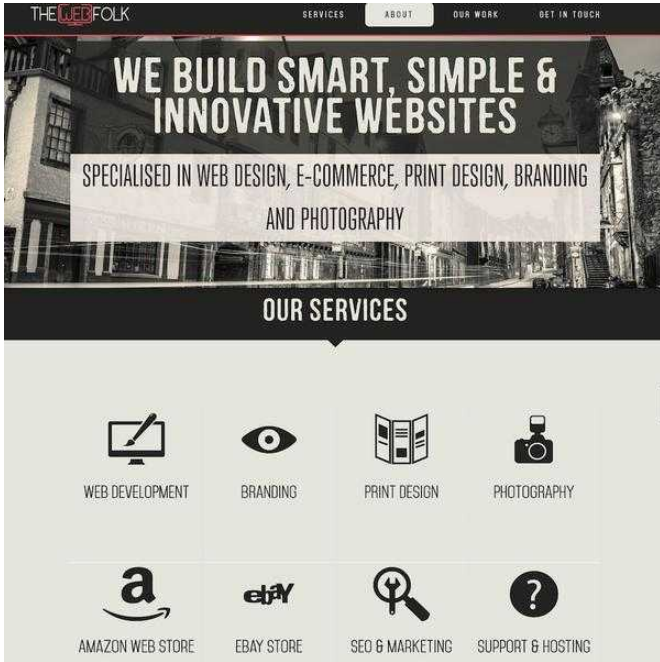 THE WEB FOLK
SERVICES ABOUT OUR WORK GET IN TOUCH
WE BUILD SMART, SIMPLE &
INNOVATIVE WEBSITES
SPECIALISED IN WEB DESIGN, E-COMMERCE, PRINT DESIGN, BRANDING
AND PHOTOGRAPHY
OUR SERVICES
WEB DEVELOPMENT BRANDING PRINT DESIGN PHOTOGRAPHY
a ebaY ?
AMAZON WEB STORE EBAY STORE SEO & MARKETING SUPPORT & HOSTING